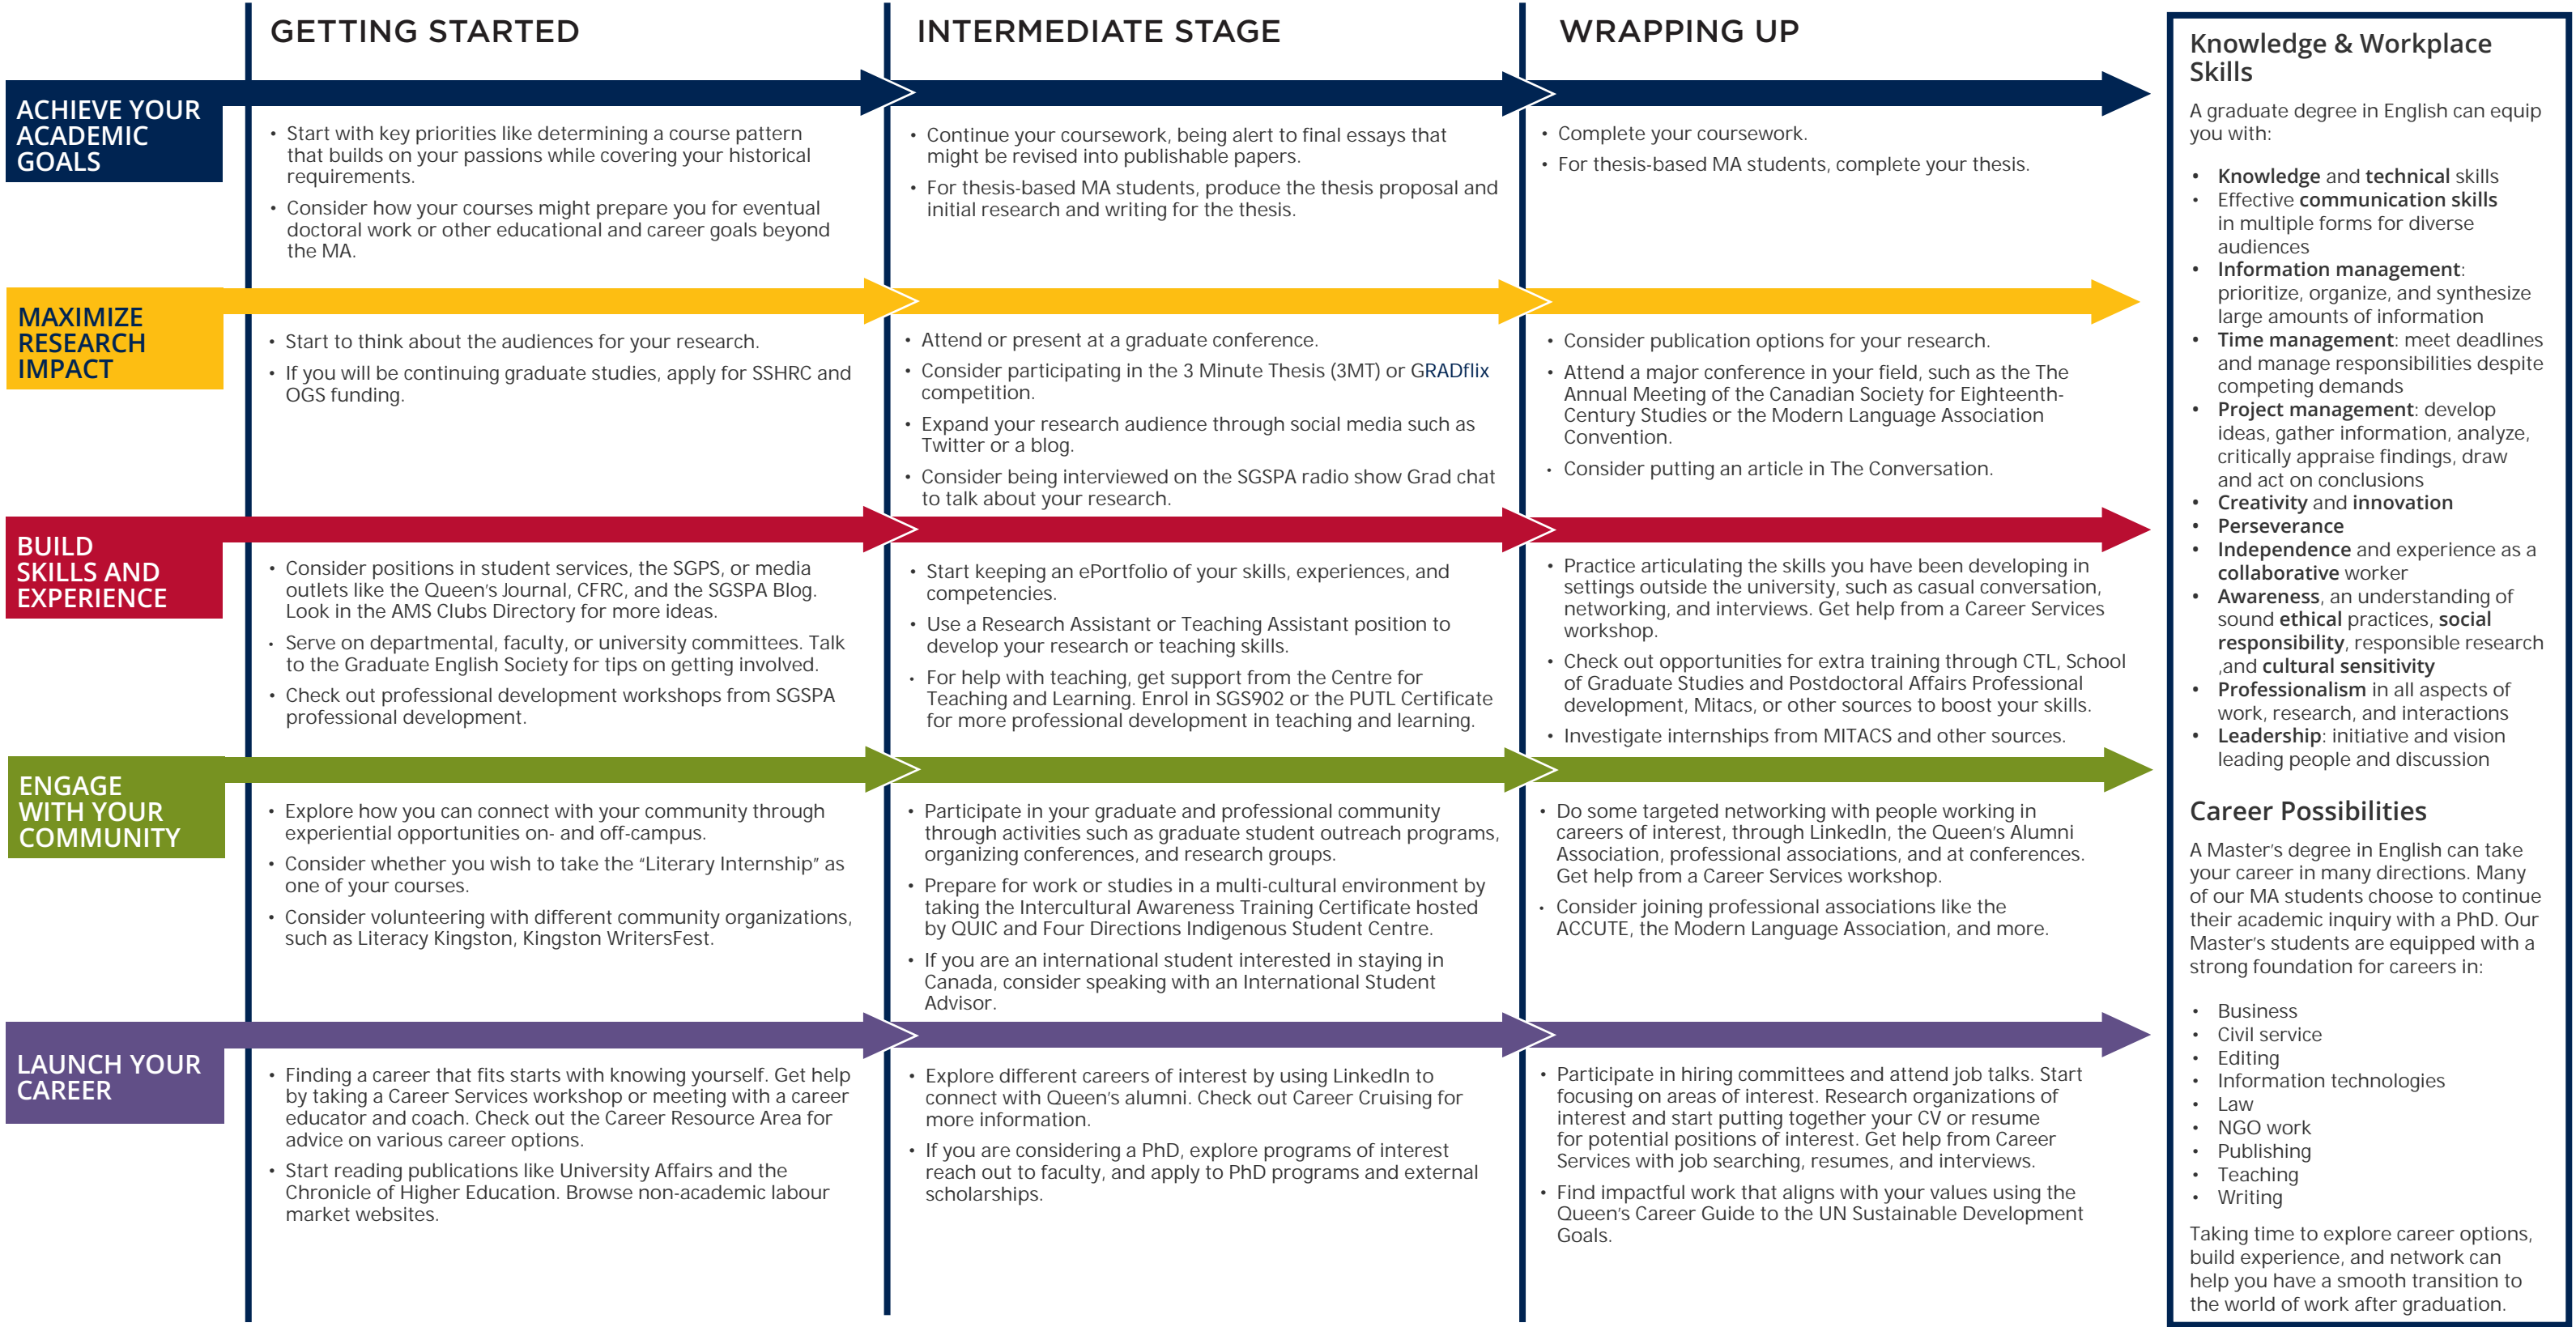 GETTING STARTED
INTERMEDIATE STAGE
WRAPPING UP
ACHIEVE YOUR
ACADEMIC
GOALS
• Start with key priorities like determining a course pattern
that builds on your passions while covering your historical
requirements.
• Consider how your courses might prepare you for eventual
doctoral work or other educational and career goals beyond
the MA.
• Continue your coursework, being alert to final essays that
might be revised into publishable papers.
• For thesis-based MA students, produce the thesis proposal and
initial research and writing for the thesis.
• Complete your coursework.
• For thesis-based MA students, complete your thesis.
MAXIMIZE
RESEARCH
IMPACT
• Start to think about the audiences for your research.
• If you will be continuing graduate studies, apply for SSHRC and
OGS funding.
• Attend or present at a graduate conference.
• Consider participating in the 3 Minute Thesis (3MT) or GRADflix
competition.
• Expand your research audience through social media such as
Twitter or a blog.
• Consider being interviewed on the SGSPA radio show Grad chat
to talk about your research.
• Consider publication options for your research.
• Attend a major conference in your field, such as the The
Annual Meeting of the Canadian Society for Eighteenth-
Century Studies or the Modern Language Association
Convention.
• Consider putting an article in The Conversation.
BUILD
SKILLS AND
EXPERIENCE
• Consider positions in student services, the SGPS, or media
outlets like the Queen's Journal, CFRC, and the SGSPA Blog.
Look in the AMS Clubs Directory for more ideas.
• Serve on departmental, faculty, or university committees. Talk
to the Graduate English Society for tips on getting involved.
• Check out professional development workshops from SGSPA
professional development.
• Start keeping an ePortfolio of your skills, experiences, and
competencies.
• Use a Research Assistant or Teaching Assistant position to
develop your research or teaching skills.
• For help with teaching, get support from the Centre for
Teaching and Learning. Enrol in SGS902 or the PUTL Certificate
for more professional development in teaching and learning.
• Practice articulating the skills you have been developing in
settings outside the university, such as casual conversation,
networking, and interviews. Get help from a Career Services
workshop.
• Check out opportunities for extra training through CTL, School
of Graduate Studies and Postdoctoral Affairs Professional
development, Mitacs, or other sources to boost your skills.
• Investigate internships from MITACS and other sources.
ENGAGE
WITH YOUR
COMMUNITY
• Explore how you can connect with your community through
experiential opportunities on- and off-campus.
• Consider whether you wish to take the "Literary Internship" as
one of your courses.
• Consider volunteering with different community organizations,
such as Literacy Kingston, Kingston WritersFest.
• Participate in your graduate and professional community
through activities such as graduate student outreach programs,
organizing conferences, and research groups.
• Prepare for work or studies in a multi-cultural environment by
taking the Intercultural Awareness Training Certificate hosted
by QUIC and Four Directions Indigenous Student Centre.
• If you are an international student interested in staying in
Canada, consider speaking with an International Student
Advisor.
• Do some targeted networking with people working in
careers of interest, through LinkedIn, the Queen's Alumni
Association, professional associations, and at conferences.
Get help from a Career Services workshop.
• Consider joining professional associations like the
ACCUTE, the Modern Language Association, and more.
LAUNCH YOUR
CAREER
• Finding a career that fits starts with knowing yourself. Get help
by taking a Career Services workshop or meeting with a career
educator and coach. Check out the Career Resource Area for
advice on various career options.
• Start reading publications like University Affairs and the
Chronicle of Higher Education. Browse non-academic labour
market websites.
• Explore different careers of interest by using LinkedIn to
connect with Queen's alumni. Check out Career Cruising for
more information.
• If you are considering a PhD, explore programs of interest
reach out to faculty, and apply to PhD programs and external
scholarships.
• Participate in hiring committees and attend job talks. Start
focusing on areas of interest. Research organizations of
interest and start putting together your CV or resume
for potential positions of interest. Get help from Career
Services with job searching, resumes, and interviews.
• Find impactful work that aligns with your values using the
Queen's Career Guide to the UN Sustainable Development
Goals.
Knowledge & Workplace
Skills
A graduate degree in English can equip
you with:
• Knowledge and technical skills
• Effective communication skills
in multiple forms for diverse
audiences
• Information management:
prioritize, organize, and synthesize
large amounts of information
• Time management: meet deadlines
and manage responsibilities despite
competing demands
• Project management: develop
ideas, gather information, analyze,
critically appraise findings, draw
and act on conclusions
• Creativity and innovation
• Perseverance
• Independence and experience as a
collaborative worker
• Awareness, an understanding of
sound ethical practices, social
responsibility, responsible research
,and cultural sensitivity
• Professionalism in all aspects of
work, research, and interactions
• Leadership: initiative and vision
leading people and discussion
Career Possibilities
A Master's degree in English can take
your career in many directions. Many
of our MA students choose to continue
their academic inquiry with a PhD. Our
Master's students are equipped with a
strong foundation for careers in:
• Business
• Civil service
• Editing
• Information technologies
• Law
• NGO work
• Publishing
• Teaching
• Writing
Taking time to explore career options,
build experience, and network can
help you have a smooth transition to
the world of work after graduation.